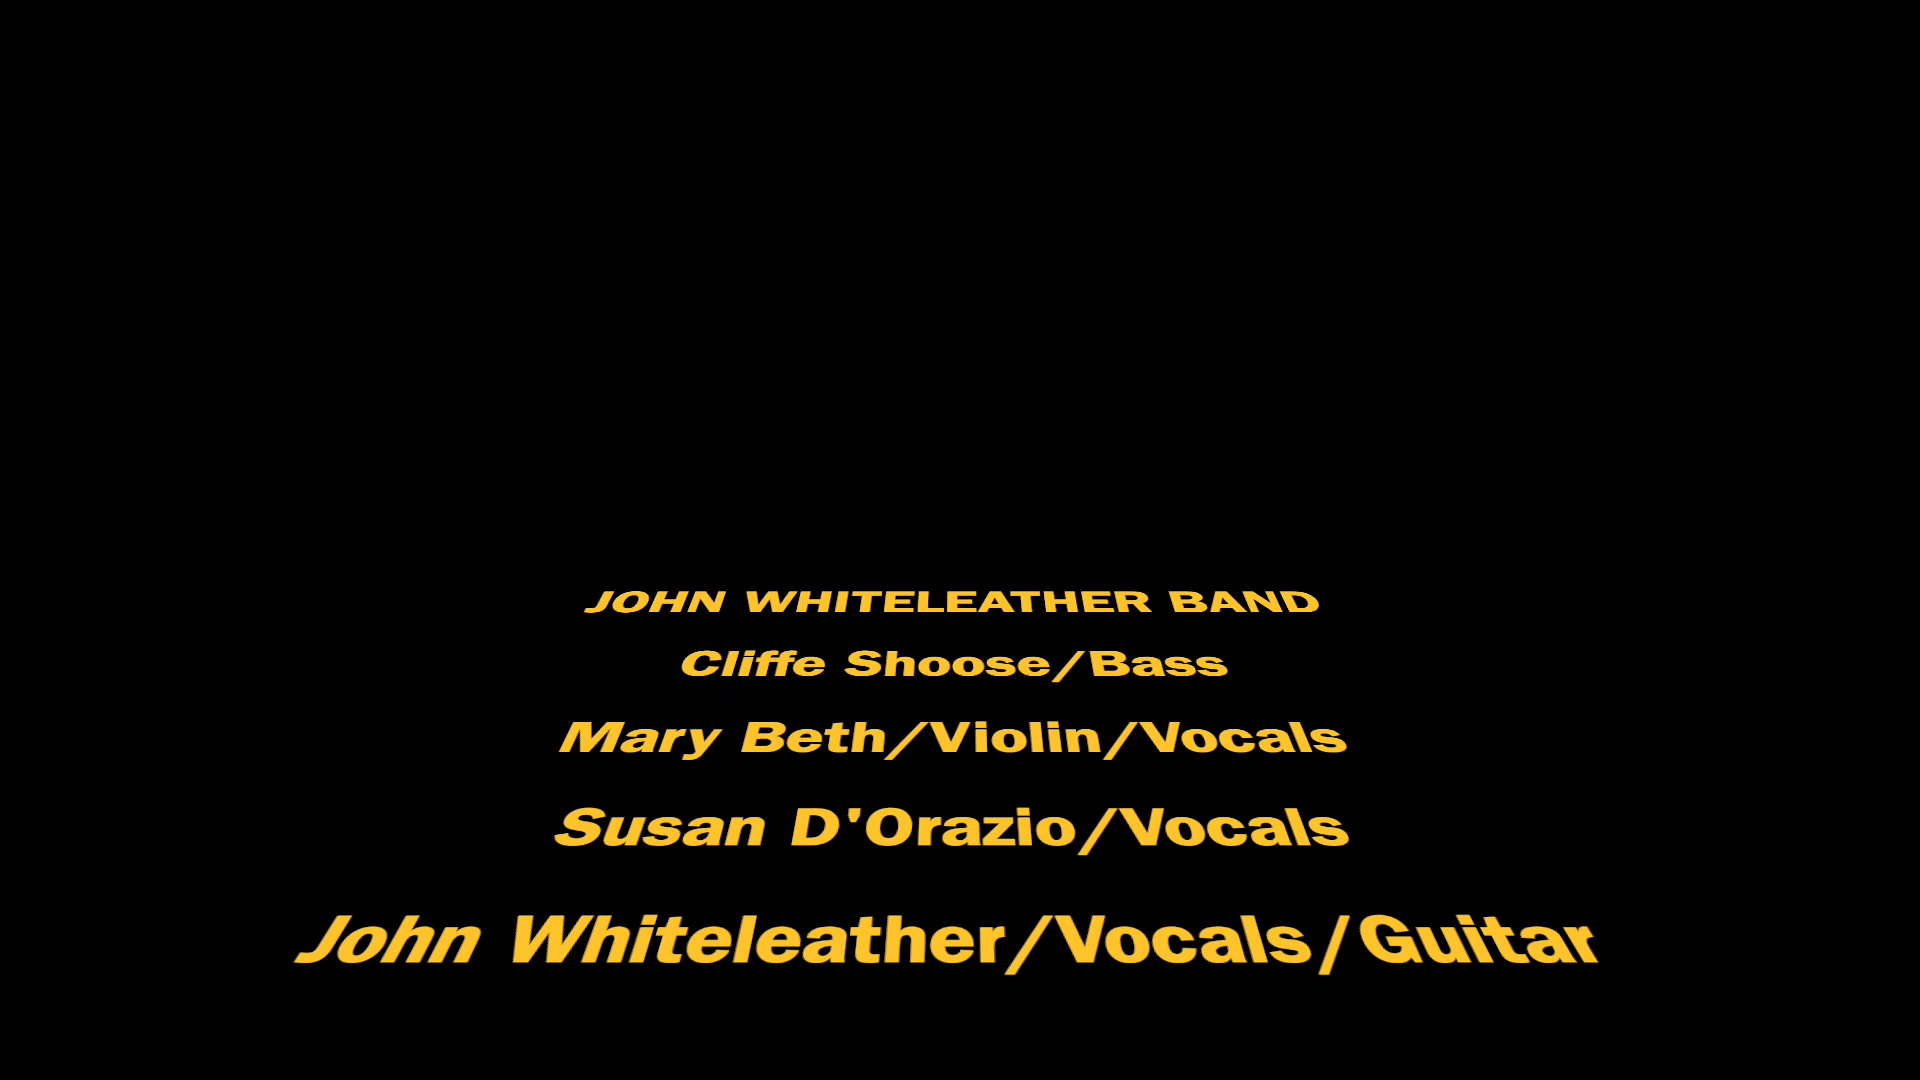 JOHN WHITELEATHER BAND
Cliffe Shoose/Bass
Mary Beth/Violin/Vocals
Susan D'Orazio/Vocals
John Whiteleather/Vocals/Guitar